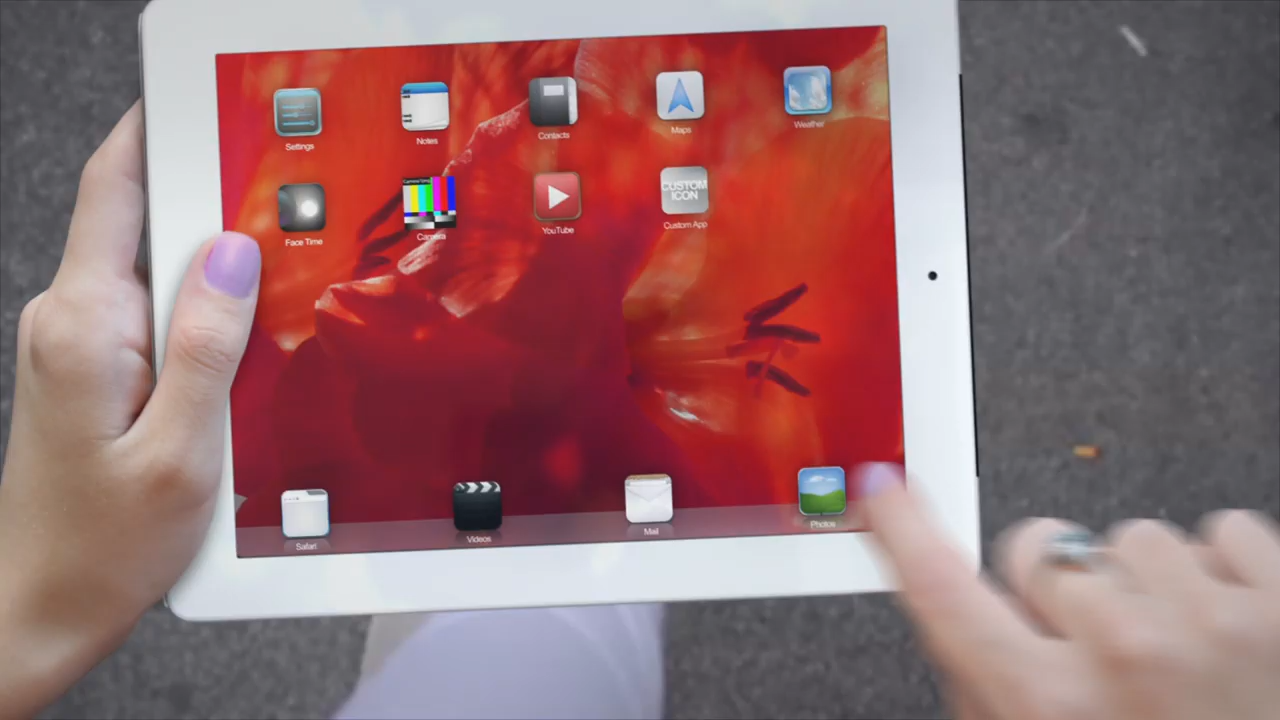 Settings
Notes
Contacts
Maps
Weather
Face Time
Camera
YouTube
CUSTOM
ICON
Custom App
Safari
Videos
Mail
Photos